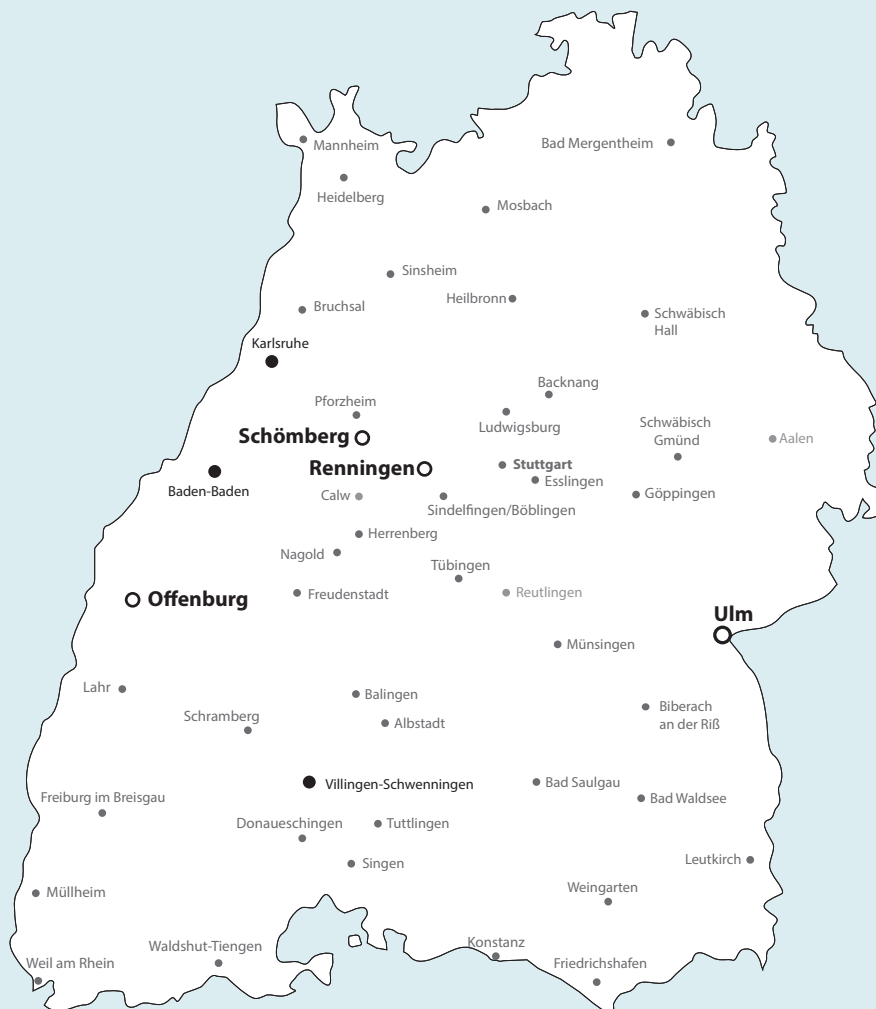 Mannheim
Bad Mergentheim
Heidelberg
Mosbach
Sinsheim
Heilbronn
Bruchsal
Schwäbisch
Hall
Karlsruhe
Backnang
Pforzheim
Ludwigsburg
Schwäbisch
Gmünd
Aalen
Schömberg
Renningen
Stuttgart
Esslingen
Baden-Baden
Calw
Sindelfingen/Böblingen
Göppingen
Herrenberg
Nagold
Tübingen
Freudenstadt
Reutlingen
Offenburg
Ulm
Münsingen
Lahr
Balingen
Biberach
an der Riß
Schramberg
Albstadt
Villingen-Schwenningen
Bad Saulgau
Freiburg im Breisgau
Bad Waldsee
Donaueschingen
Tuttlingen
Singen
Leutkirch
Müllheim
Weingarten
Waldshut-Tiengen
Konstanz
Weil am Rhein
Friedrichshafen